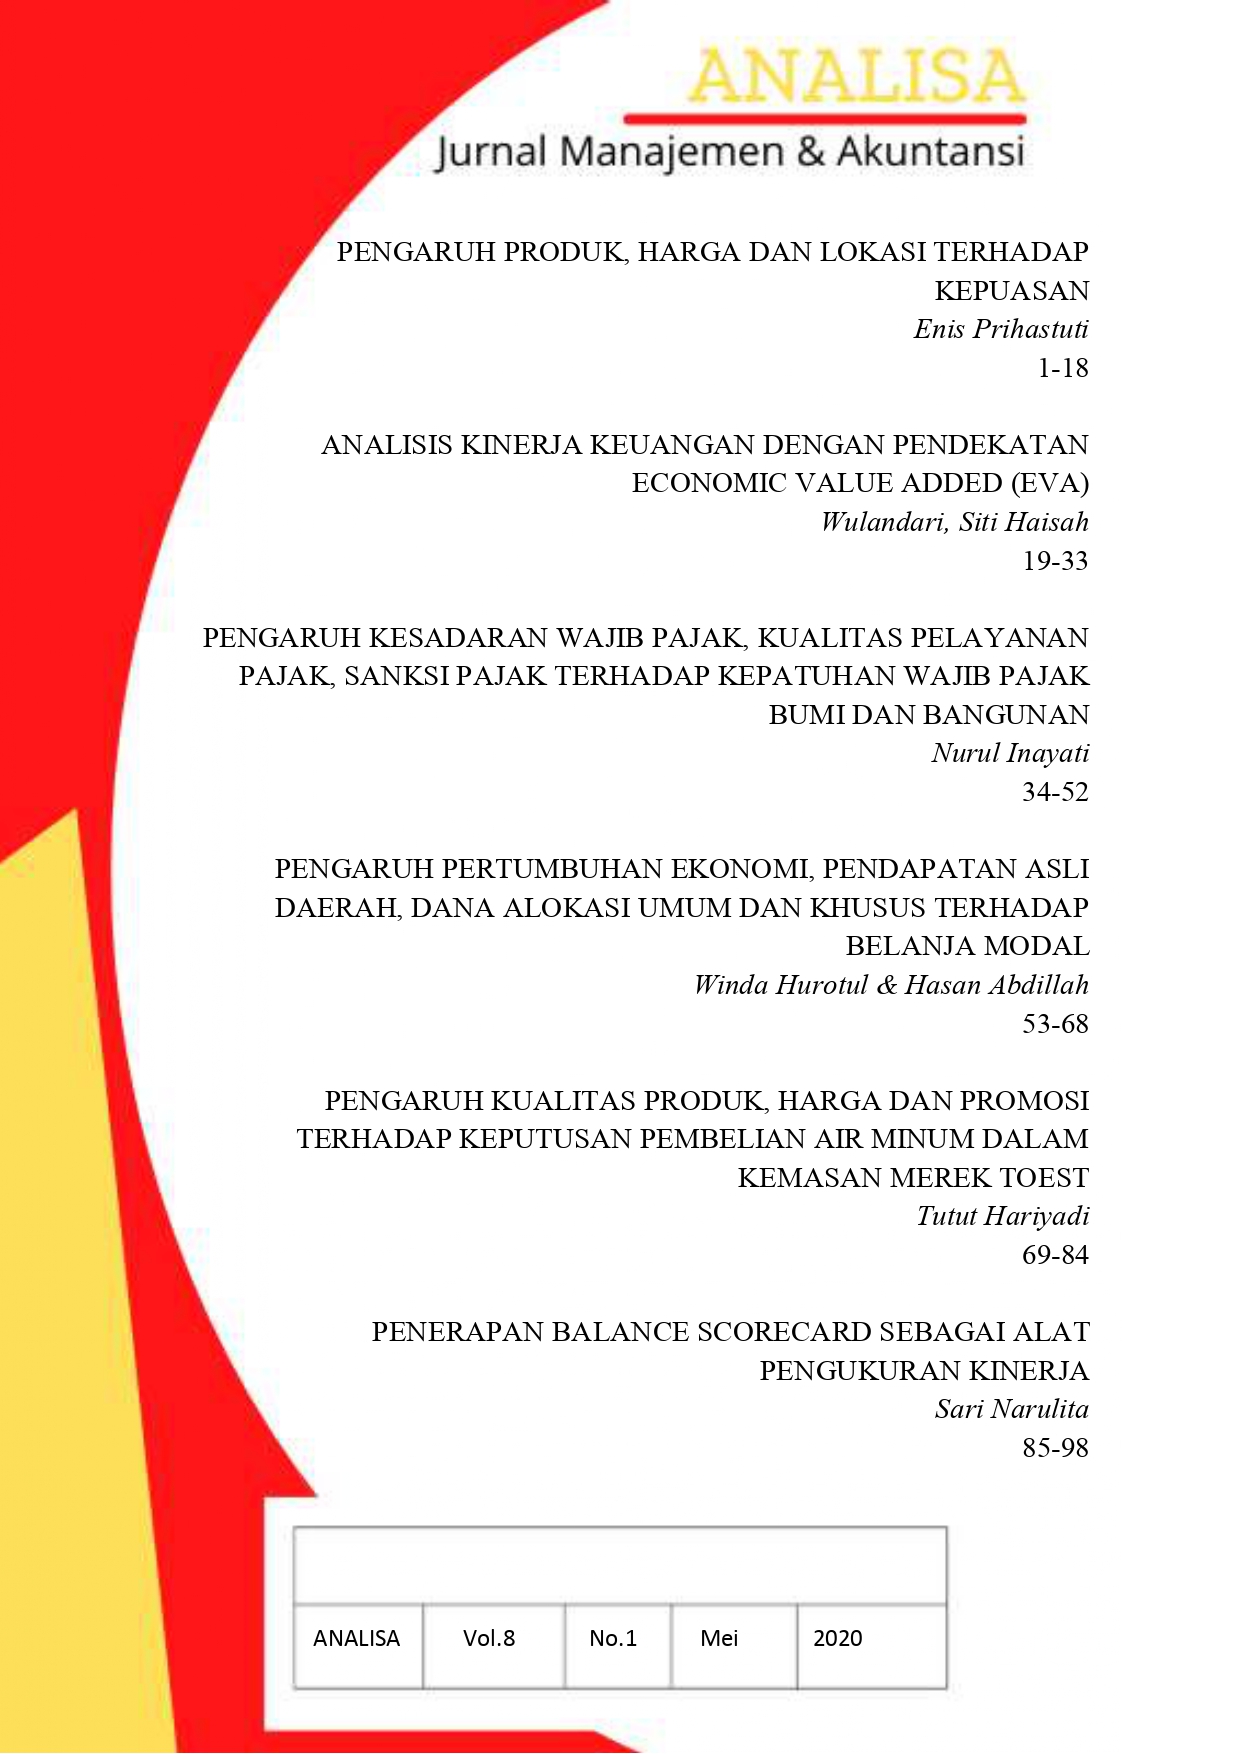 ANALISA
Jurnal Manajemen & Akuntansi
PENGARUH PRODUK, HARGA DAN LOKASI TERHADAP
KEPUASAN
Enis Prihastuti
1-18
ANALISIS KINERJA KEUANGAN DENGAN PENDEKATAN
ECONOMIC VALUE ADDED (EVA)
Wulandari, Siti Haisah
19-33
PENGARUH KESADARAN WAJIB PAJAK, KUALITAS PELAYANAN
PAJAK, SANKSI PAJAK TERHADAP KEPATUHAN WAJIB PAJAK
BUMI DAN BANGUNAN
Nurul Inayati
34-52
PENGARUH PERTUMBUHAN EKONOMI, PENDAPATAN ASLI
DAERAH, DANA ALOKASI UMUM DAN KHUSUS TERHADAP
BELANJA MODAL
Winda Hurotul & Hasan Abdillah
53-68
PENGARUH KUALITAS PRODUK, HARGA DAN PROMOSI
TERHADAP KEPUTUSAN PEMBELIAN AIR MINUM DALAM
KEMASAN MEREK TOEST
Tutut Hariyadi
69-84
PENERAPAN BALANCE SCORECARD SEBAGAI ALAT
PENGUKURAN KINERJA
Sari Narulita
85-98
ANALISA Vol.8 No.1 Mei 2020